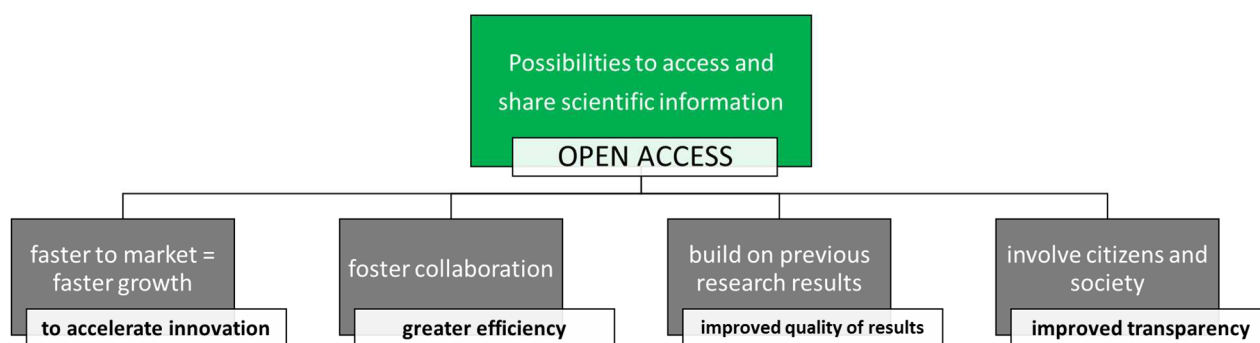 Possibilities to access and
share scientific information
OPEN ACCESS
faster to market =
faster growth
to accelerate innovation
foster collaboration
greater efficiency
build on previous
research results
improved quality of results
involve citizens and
society
improved transparency